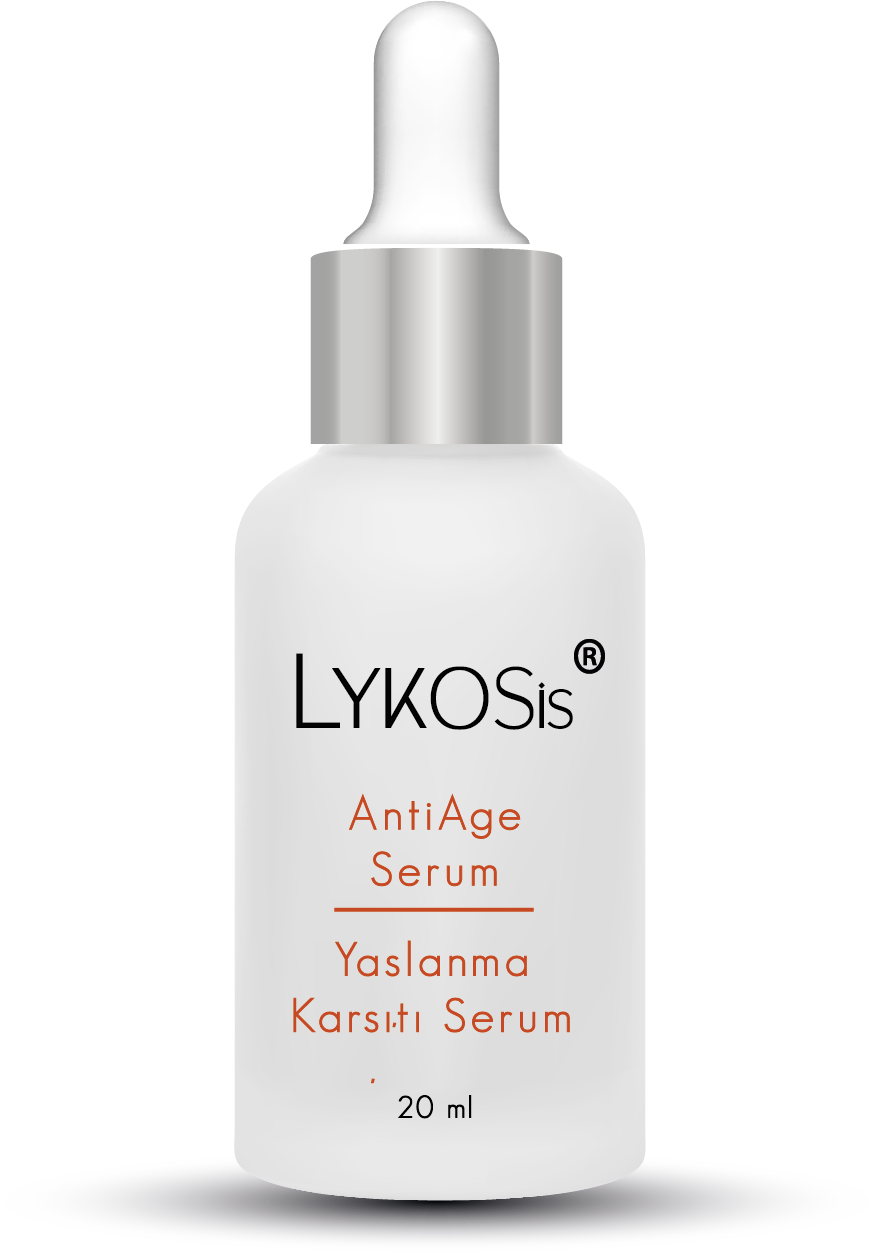 LYKOSis®
AntiAge
Serum
Yaslanma
Karsıtı Serum
20 ml